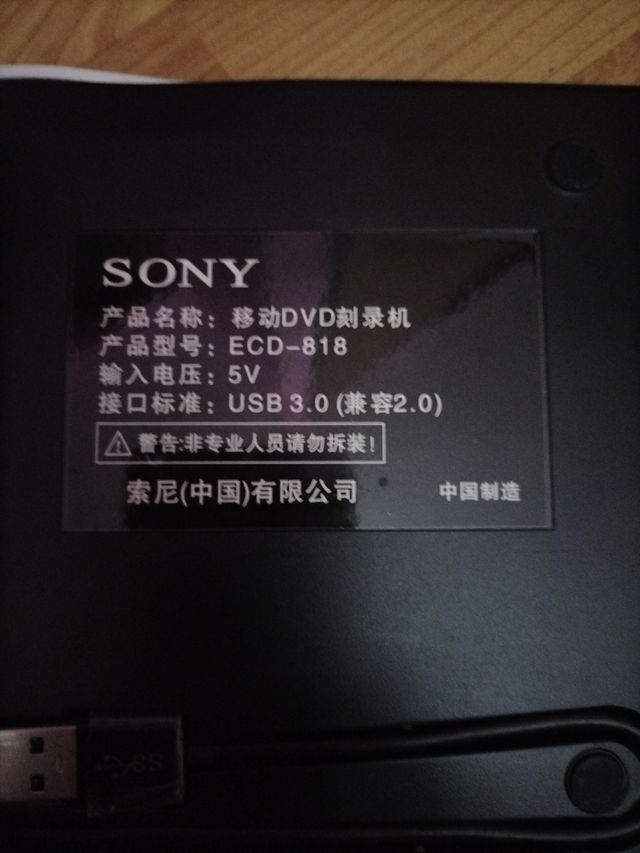 SONY
产品名称：移动DVD刻录机
产品型号：ECD-818
输入电压：5V
接口标准：USB 3.0 (兼容2.0)
警告:非专业人员请勿拆装!
索尼(中国)有限公司 中国制造
SS